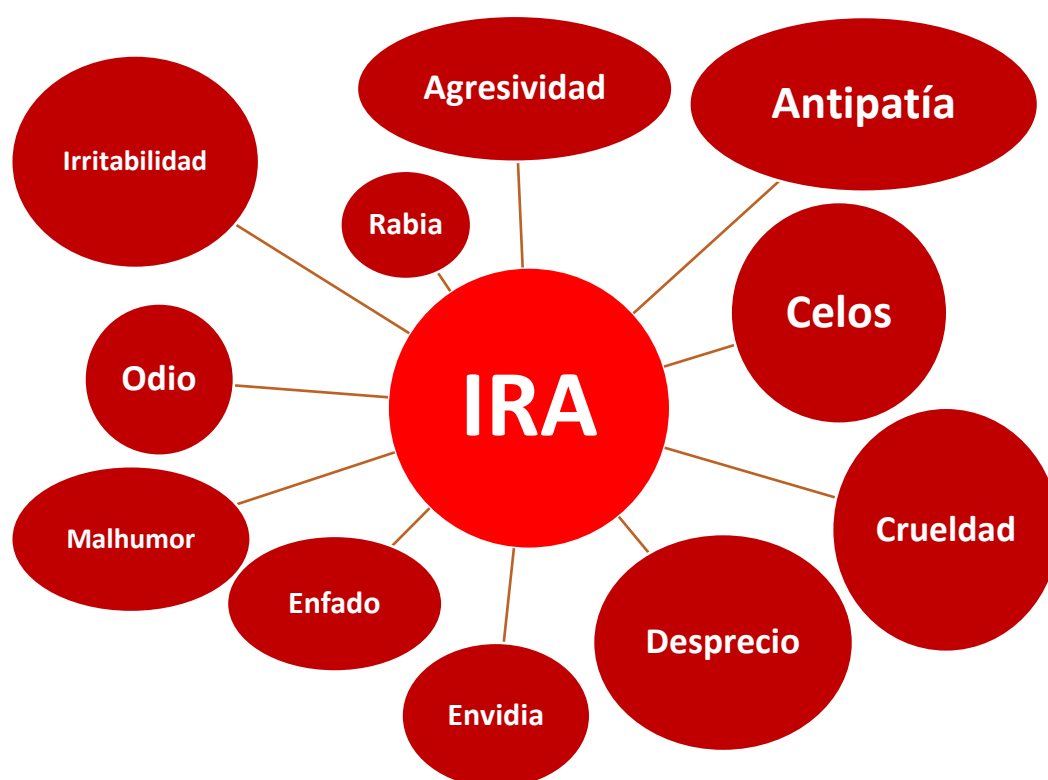 Agresividad
Antipatía
Irritabilidad
Rabia
Celos
Odio
IRA
Crueldad
Malhumor
Enfado
Desprecio
Envidia